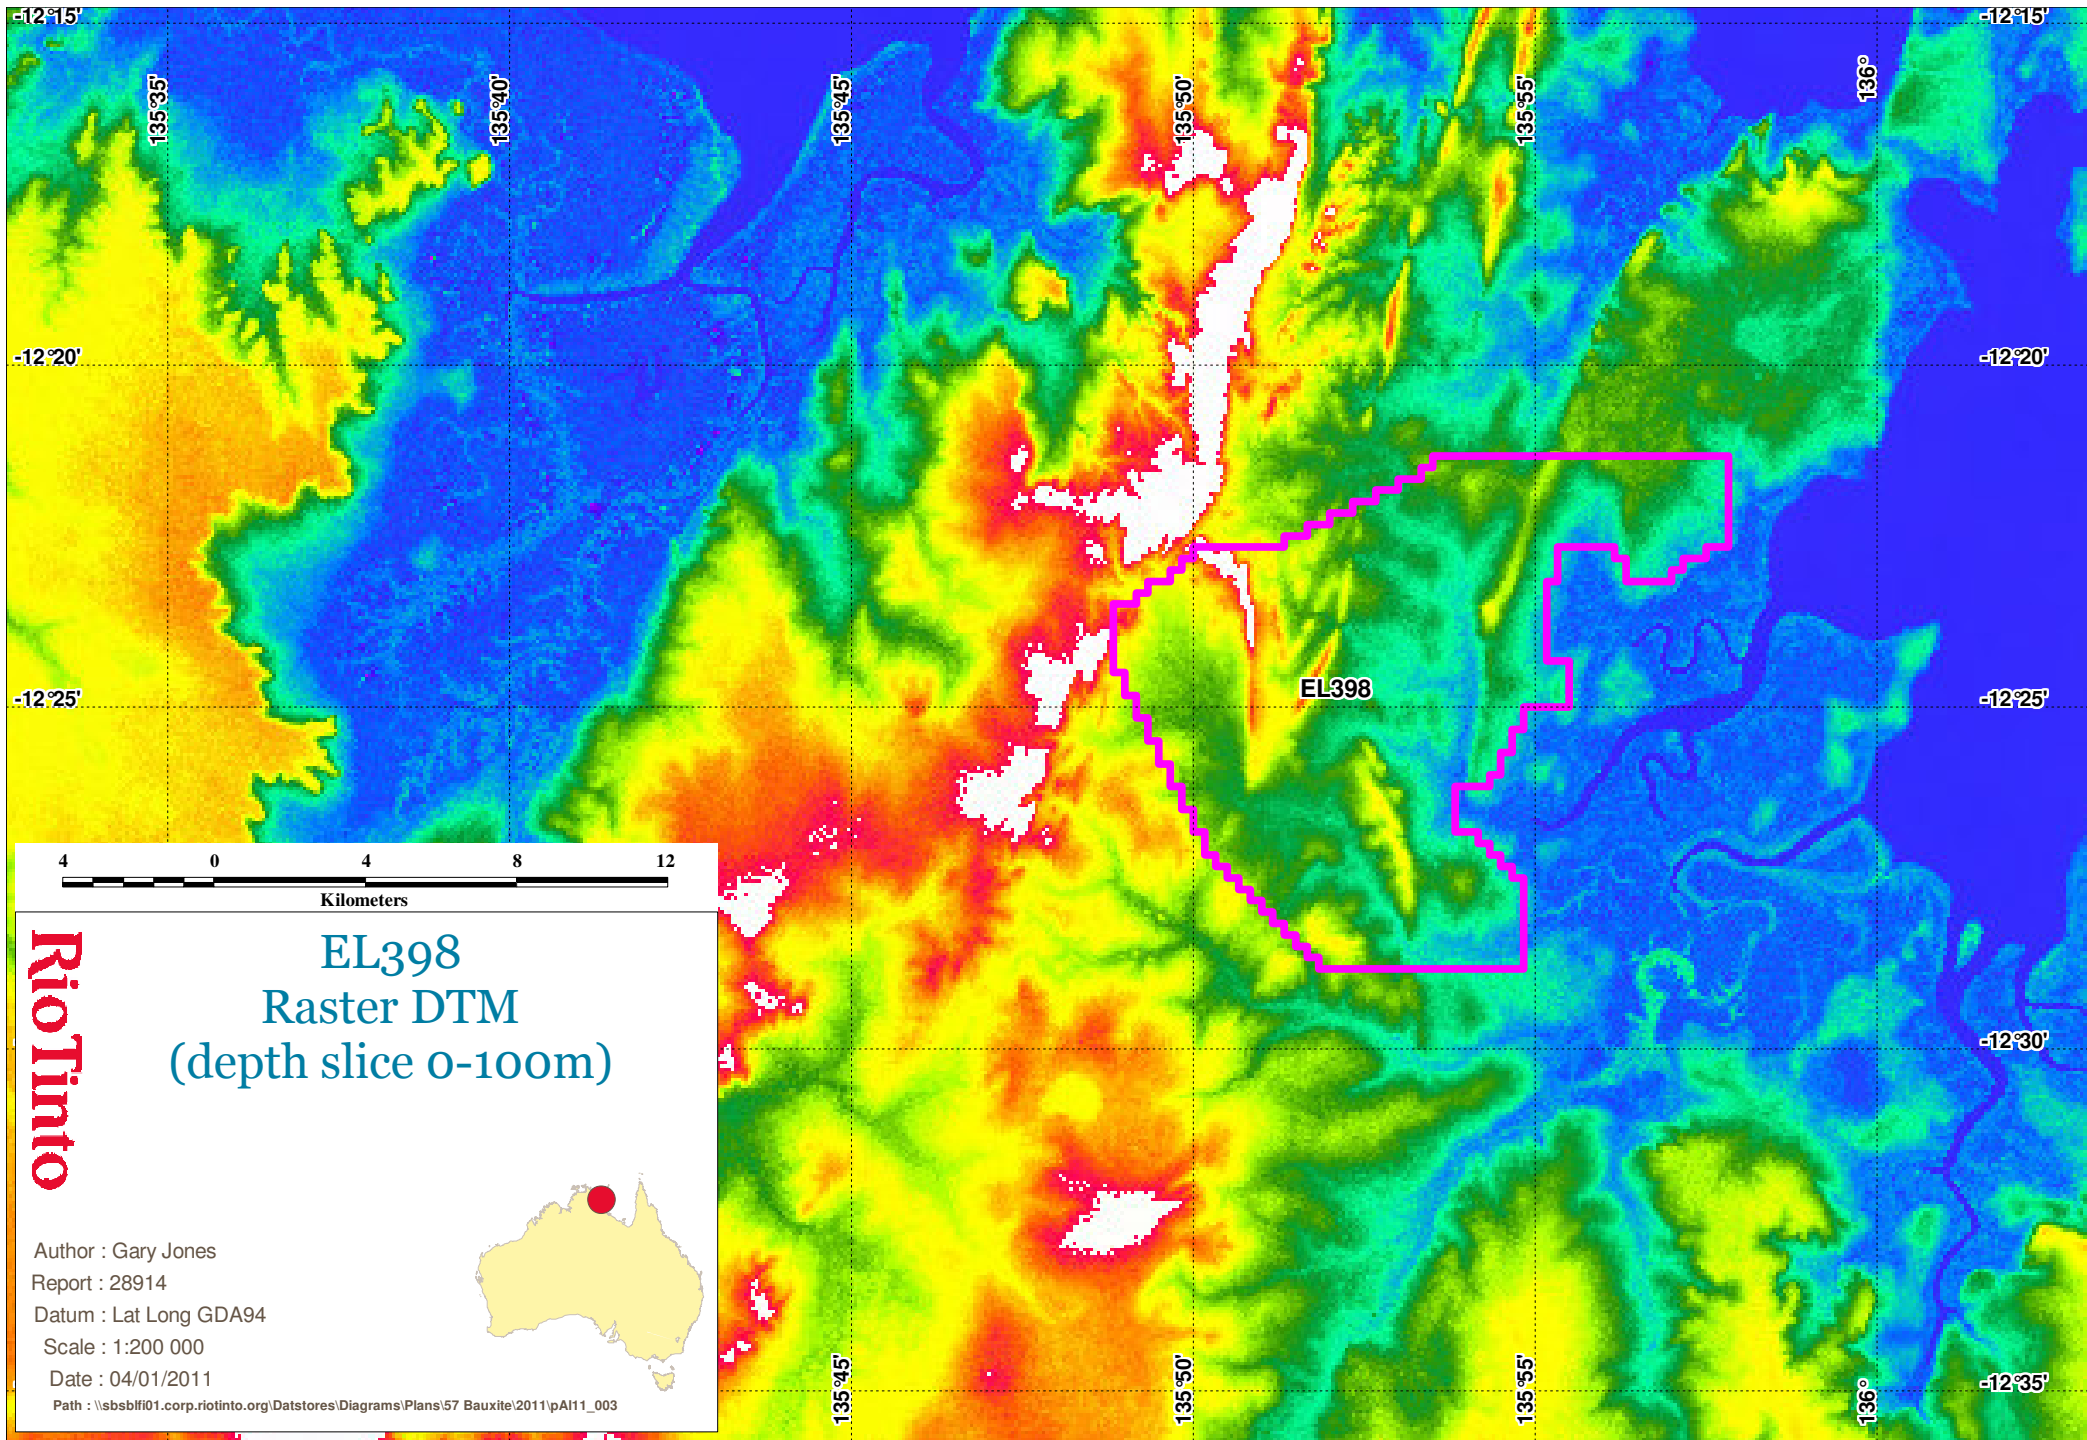 -12°15' -12°15'
135°35' 135°40' 135°45' 135°50' 135°55' 136°
-12°20' -12°20'
EL398
-12°25' -12°25'
4 0 4 8 12
Kilometers
RioTinto
EL398
Raster DTM
(depth slice 0-100m)
-12°30'
Author : Gary Jones
Report : 28914
Datum : Lat Long GDA94
Scale : 1:200 000
Date : 04/01/2011
Path : \\sbsblfi01.corp.riotinto.org\Datstores\Diagrams\Plans\57 Bauxite\2011\pAl11_003
135°45' 135°50' 135°55' 136°
-12°35'